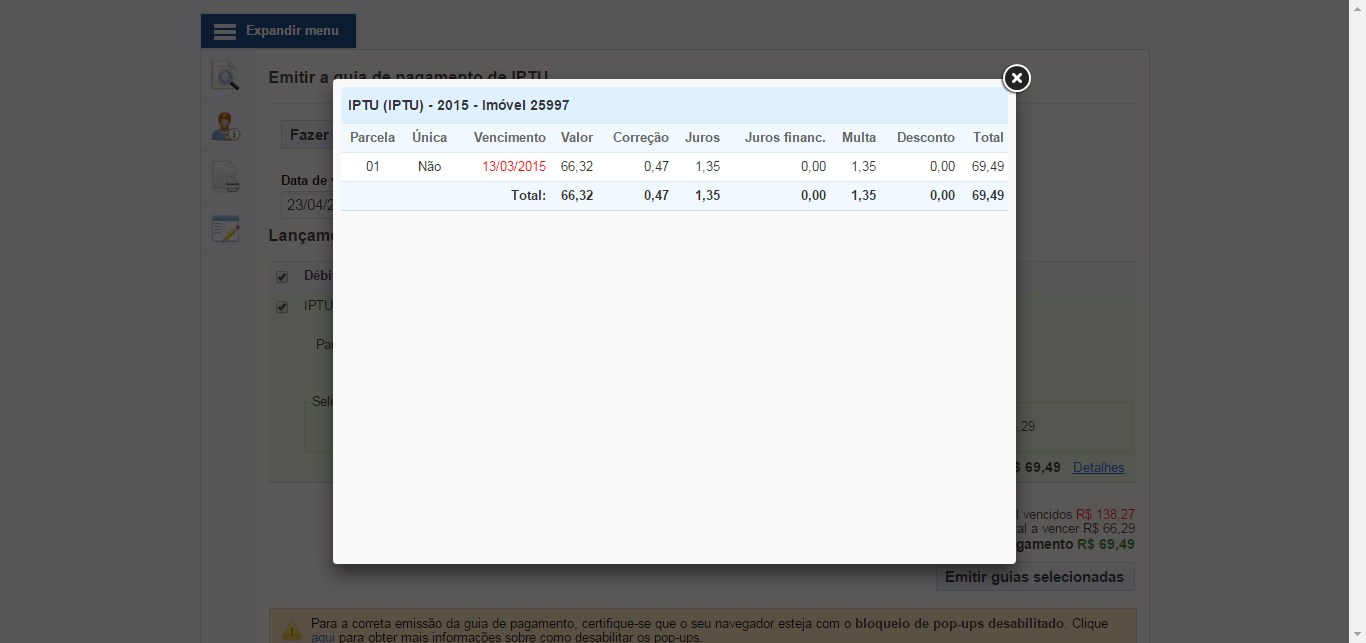 Expandir menu
Emitir a guia de pagamento de IPTU
IPTU (IPTU) - 2015 - Imóvel 25997
Parcela Única Vencimento Valor Correção Juros Juros financ. Multa Desconto Total
01 Não 13/03/2015 66,32 0,47 1,35 0,00 1,35 0,00 69,49
Total: 66,32 0,47 1,35 0,00 1,35 0,00 69,49
Fazer
Data de
23/04/2
Lançam
Débi
IPTU
Pa
Sele
,29
$ 69,49 Detalhes
l vencidos R$ 138,27
al a vencer R$ 66,29
gamento R$ 69,49
Emitir guias selecionadas
Para a correta emissão da guia de pagamento, certifique-se que o seu navegador esteja com o bloqueio de pop-ups desabilitado. Clique
aqui para obter mais informações sobre como desabilitar os pop-ups.